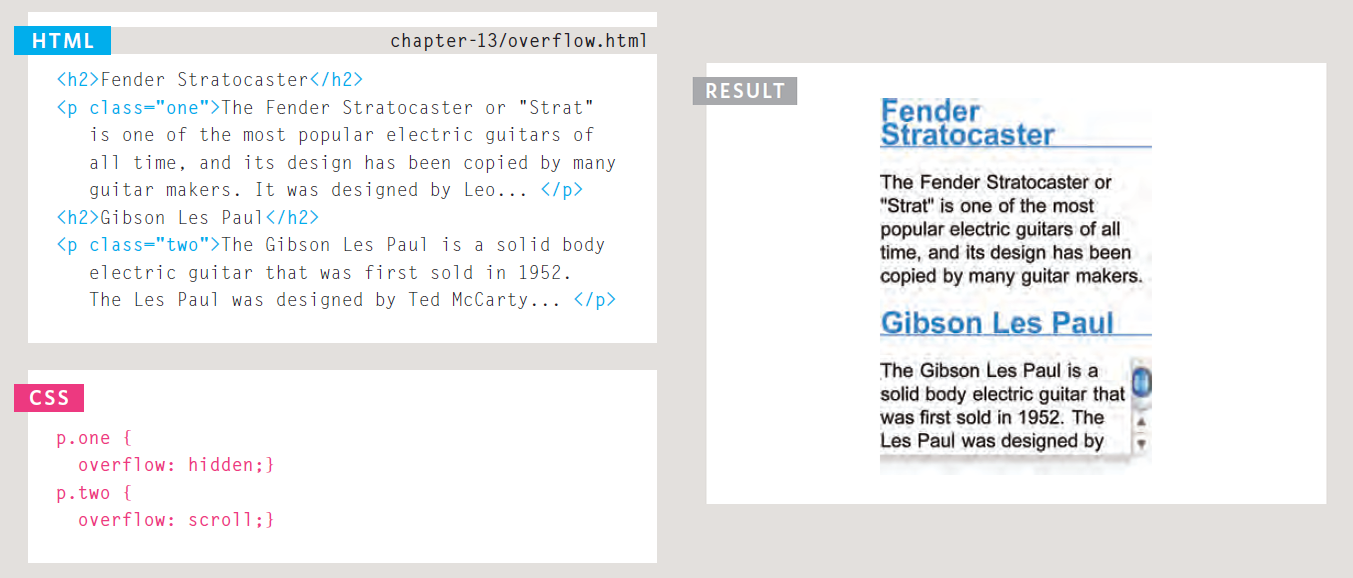 HTML
chapter-13/overflow.html
<h2>Fender Stratocaster</h2>
<p class="one">The Fender Stratocaster or "Strat"
is one of the most popular electric guitars of
all time, and its design has been copied by many
guitar makers. It was designed by Leo... </p>
<h2>Gibson Les Paul</h2>
<p class="two">The Gibson Les Paul is a solid body
electric guitar that was first sold in 1952.
The Les Paul was designed by Ted McCarty... </p>
CSS
p.one {
overflow: hidden;}
p.two {
overflow: scroll;}
RESULT
Fender
Stratocaster
The Fender Stratocaster or
"Strat" is one of the most
popular electric guitars of all
time, and its design has been
copied by many guitar makers.
Gibson Les Paul
The Gibson Les Paul is a
solid body electric guitar that
was first sold in 1952. The
Les Paul was designed by